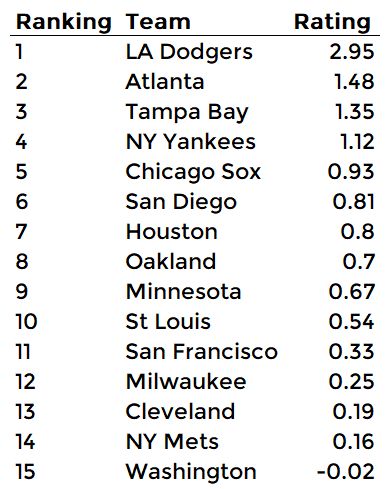 Ranking Team Rating
1 LA Dodgers 2.95
2 Atlanta 1.48
3 Tampa Bay 1.35
4 NY Yankees 1.12
5 Chicago Sox 0.93
6 San Diego 0.81
7 Houston 0.8
8 Oakland 0.7
9 Minnesota 0.67
10 St Louis 0.54
11 San Francisco 0.33
12 Milwaukee 0.25
13 Cleveland 0.19
14 NY Mets 0.16
15 Washington -0.02